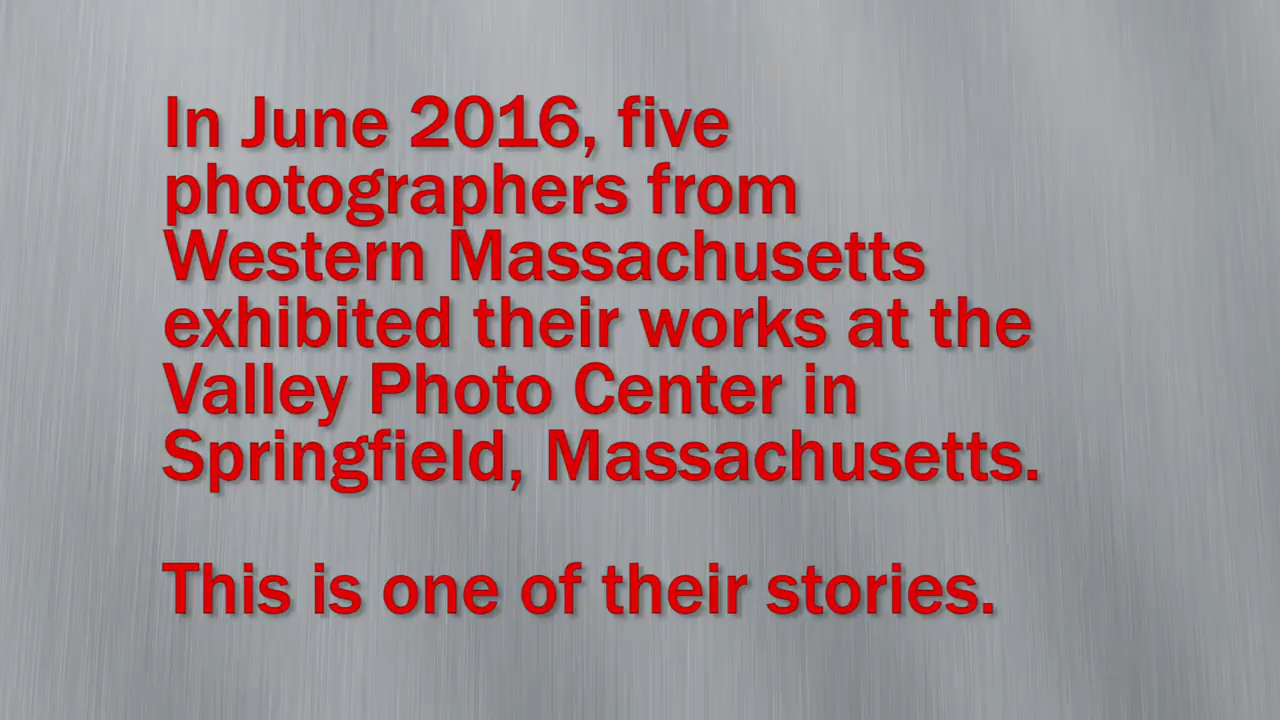 In June 2016, five
photographers from
Western Massachusetts
exhibited their works at the
Valley Photo Center in
Springfield, Massachusetts.
This is one of their stories.